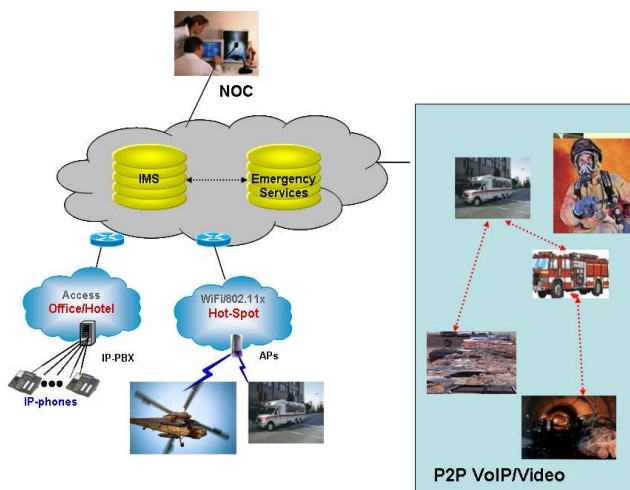 NOC
IMS
Emergency
Services
Access
Office/Hotel
WiFi/802.11x
Hot-Spot
IP-PBX
APs
IP-phones
P2P VoIP/Video